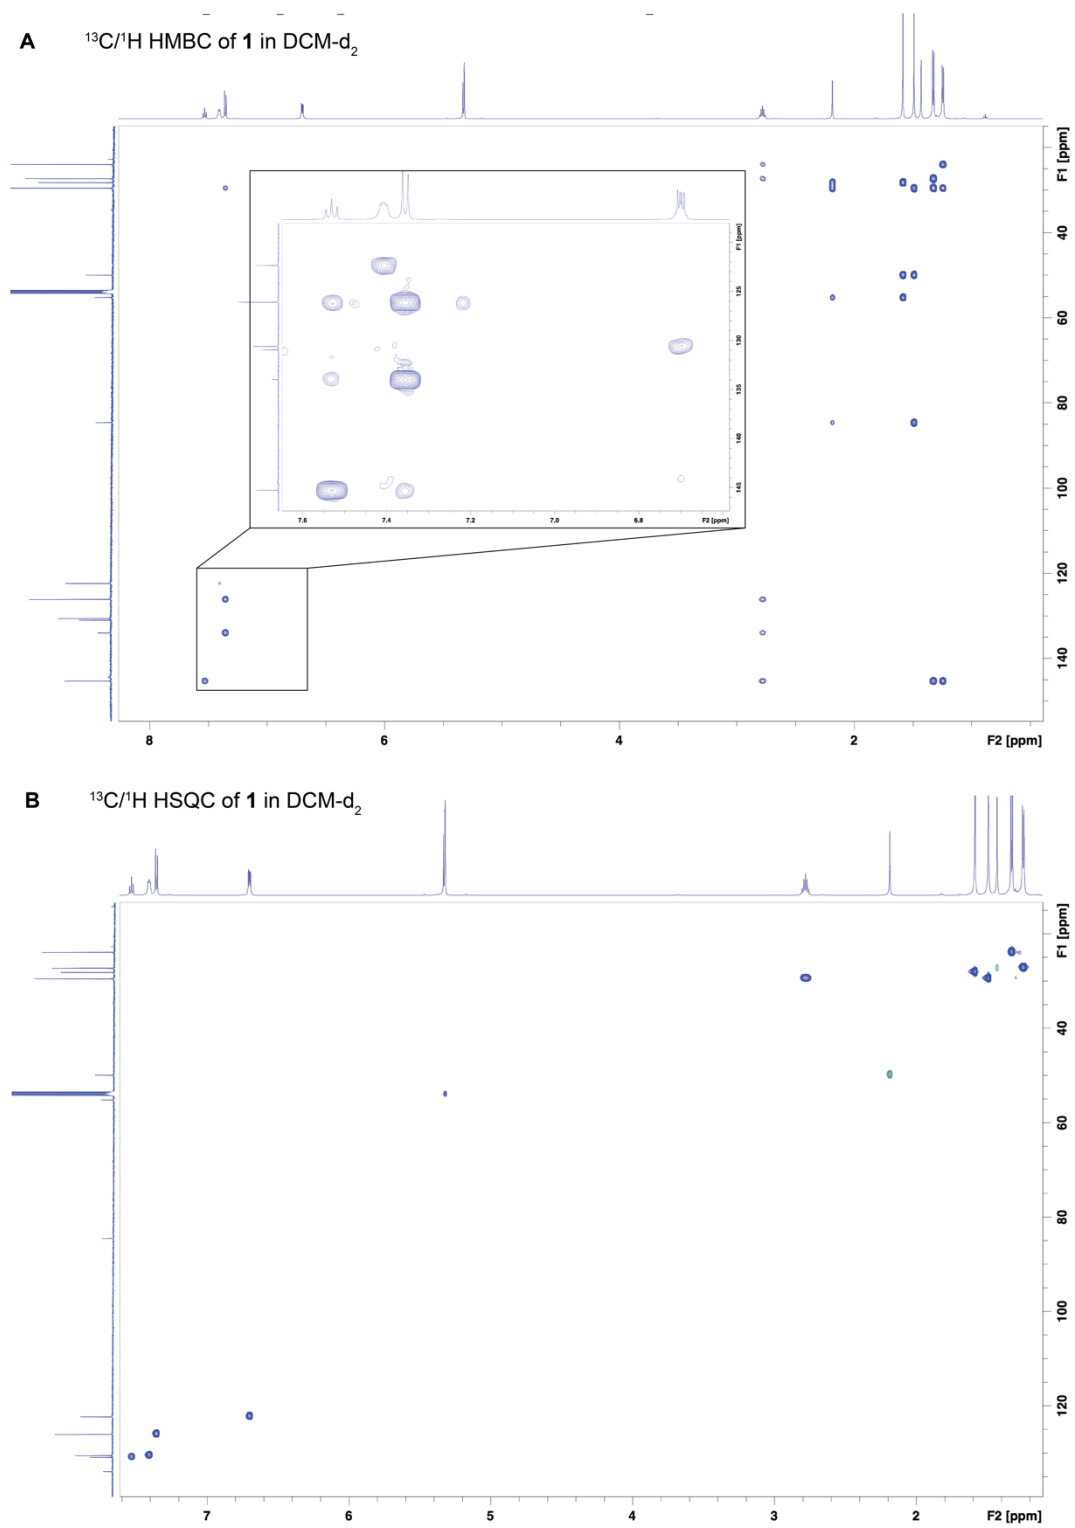 A ¹³C/¹H HMBC of 1 in DCM-d₂
F1 [ppm]
40
60
80
100
120
140
F1 [ppm]
125
130
135
140
145
7.6 7.4 7.2 7.0 6.8 F2 [ppm]
8 6 4 2 F2 [ppm]
B ¹³C/¹H HSQC of 1 in DCM-d₂
F1 [ppm]
40
60
80
100
120
7 6 5 4 3 2 F2 [ppm]